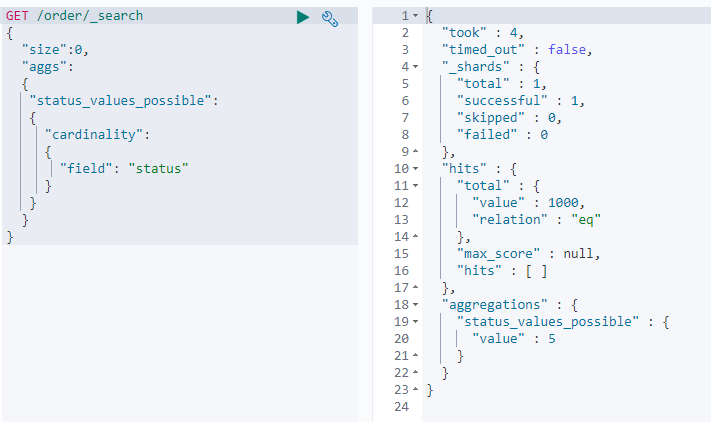 GET /order/_search
{
  "size":0,
  "aggs":
  {
   "status_values_possible":
   {
     "cardinality":
     {
       "field": "status"
     }
   }
  }
}
1 {
2   "took" : 4,
3   "timed_out" : false,
4   "_shards" : {
5     "total" : 1,
6     "successful" : 1,
7     "skipped" : 0,
8     "failed" : 0
9   },
10   "hits" : {
11     "total" : {
12       "value" : 1000,
13       "relation" : "eq"
14     },
15     "max_score" : null,
16     "hits" : [ ]
17   },
18   "aggregations" : {
19     "status_values_possible" : {
20       "value" : 5
21     }
22   }
23 }
24